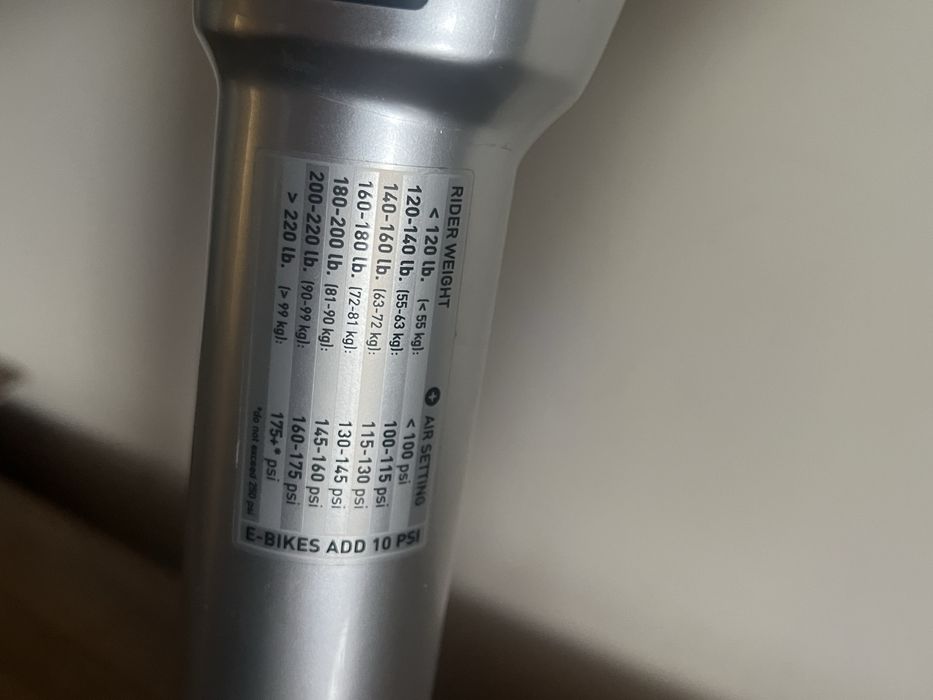 RIDER WEIGHT + AIR SETTING
< 120 lb. (< 55 kg): < 100 psi
120-140 lb. (55-63 kg): 100-115 psi
140-160 lb. (63-72 kg): 115-130 psi
160-180 lb. (72-81 kg): 130-145 psi
180-200 lb. (81-90 kg): 145-160 psi
200-220 lb. (90-99 kg): 160-175 psi
> 220 lb. (> 99 kg): 175+* psi
*do not exceed 280 psi
E-BIKES ADD 10 PSI